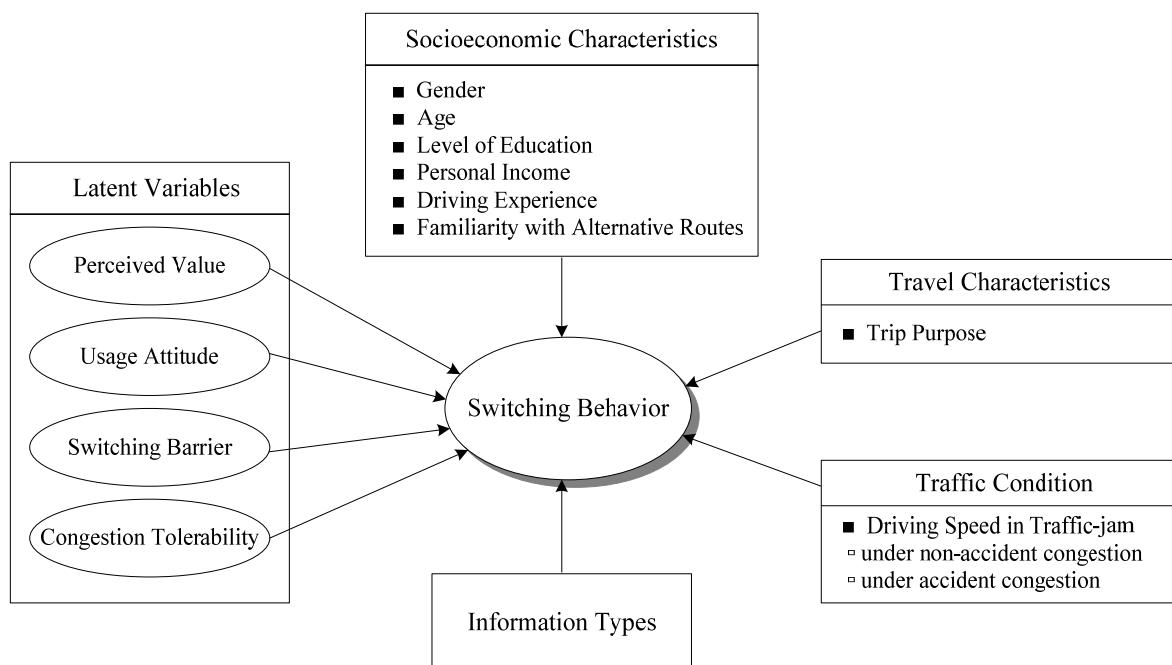 Socioeconomic Characteristics
■ Gender
■ Age
■ Level of Education
■ Personal Income
■ Driving Experience
■ Familiarity with Alternative Routes
Latent Variables
Perceived Value
Usage Attitude
Switching Barrier
Congestion Tolerability
Switching Behavior
Travel Characteristics
■ Trip Purpose
Traffic Condition
■ Driving Speed in Traffic-jam
▫ under non-accident congestion
▫ under accident congestion
Information Types